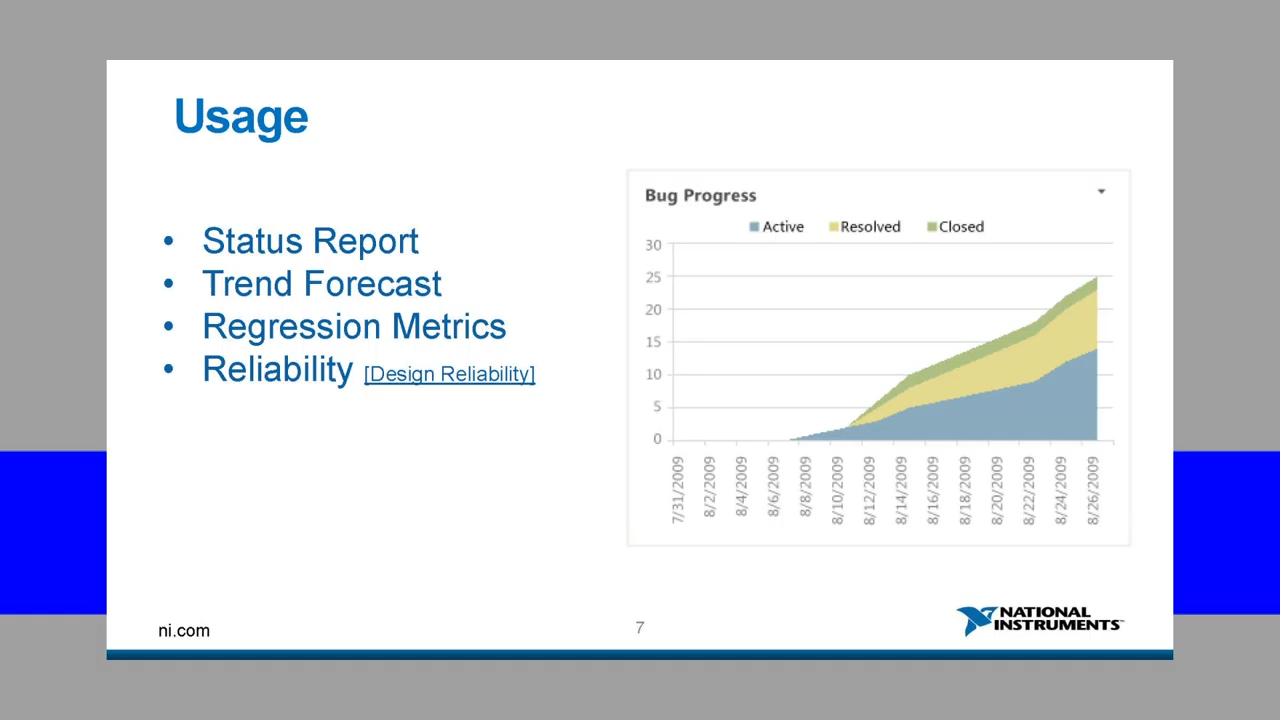 Usage
• Status Report
• Trend Forecast
• Regression Metrics
• Reliability [Design Reliability]
Bug Progress
Active Resolved Closed
30
25
20
15
10
5
0
7/31/2009
8/2/2009
8/4/2009
8/6/2009
8/8/2009
8/10/2009
8/12/2009
8/14/2009
8/16/2009
8/18/2009
8/20/2009
8/22/2009
8/24/2009
8/26/2009
ni.com
7
NATIONAL
INSTRUMENTS™